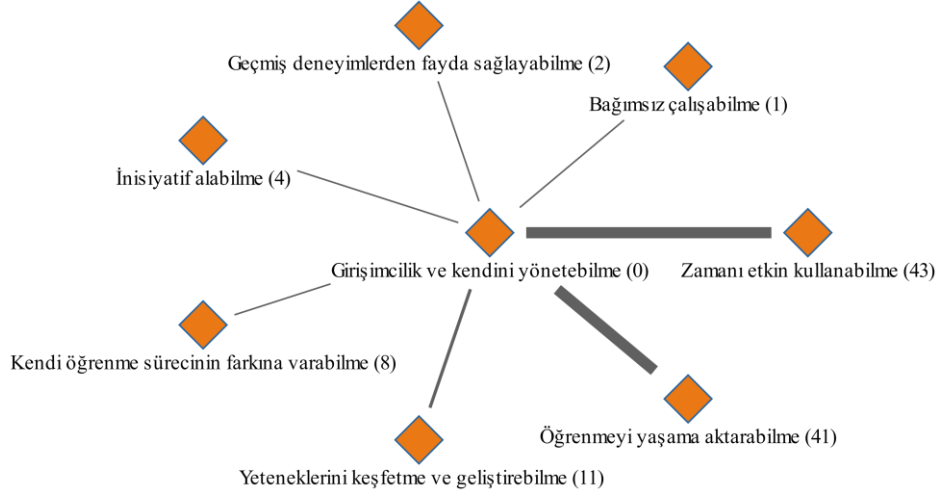 Geçmiş deneyimlerden fayda sağlayabilme (2)
Bağımsız çalışabilme (1)
İnisiyatif alabilme (4)
Girişimcilik ve kendini yönetebilme (0)
Zamanı etkin kullanabilme (43)
Kendi öğrenme sürecinin farkına varabilme (8)
Öğrenmeyi yaşama aktarabilme (41)
Yeteneklerini keşfetme ve geliştirebilme (11)